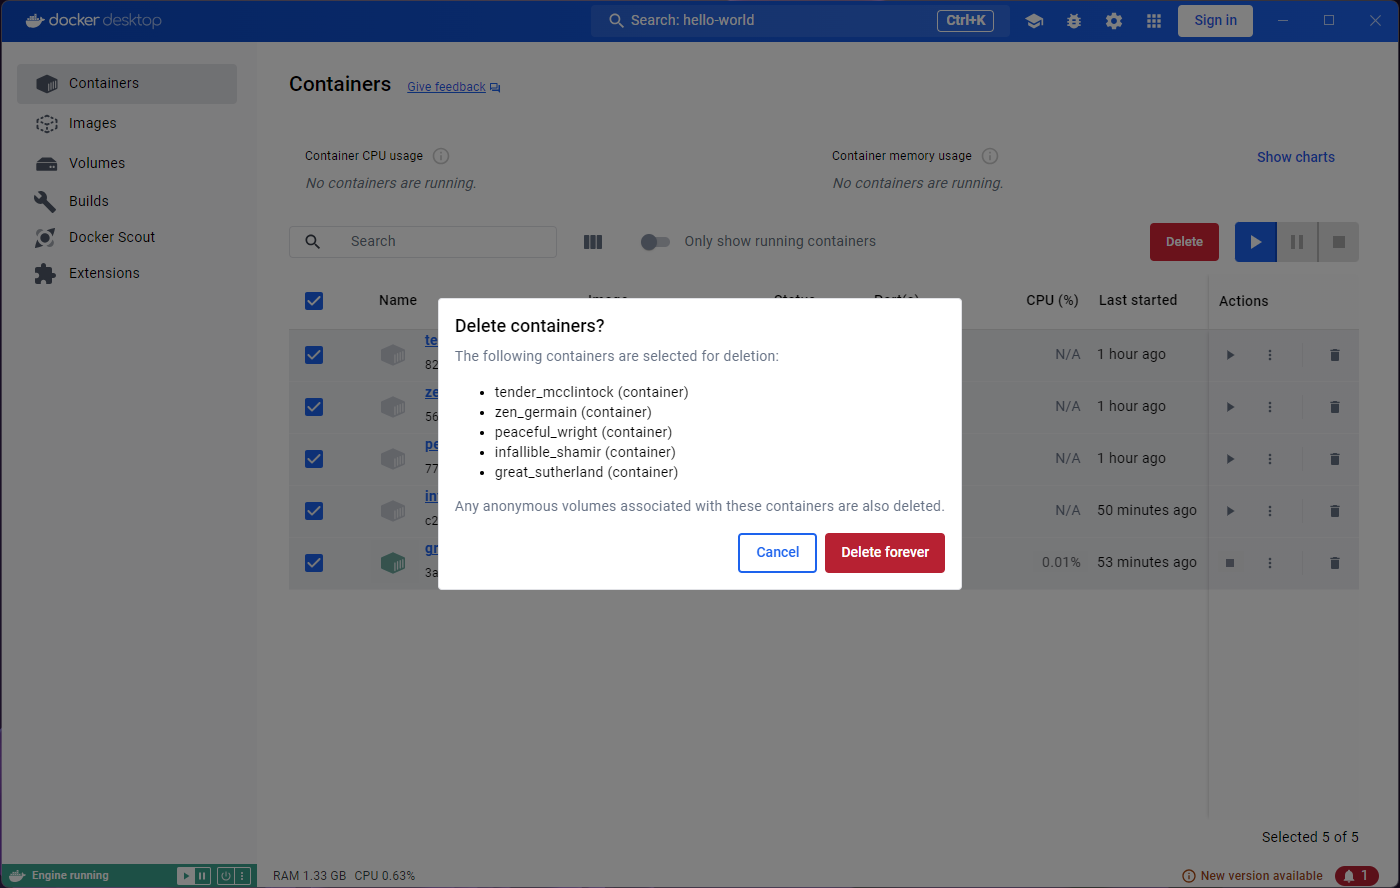 docker desktop
Search: hello-world
Ctrl+K
Sign in
Containers
Images
Volumes
Builds
Docker Scout
Extensions
Containers
Give feedback
Container CPU usage
No containers are running.
Container memory usage
No containers are running.
Show charts
Search
Only show running containers
Delete
Name
Image
Status
Port(s)
CPU (%)
Last started
Actions
te
82
N/A
1 hour ago
ze
56
N/A
1 hour ago
pe
77
N/A
1 hour ago
in
c2
N/A
50 minutes ago
gr
3a
0.01%
53 minutes ago
Delete containers?
The following containers are selected for deletion:
tender_mcclintock (container)
zen_germain (container)
peaceful_wright (container)
infallible_shamir (container)
great_sutherland (container)
Any anonymous volumes associated with these containers are also deleted.
Cancel
Delete forever
Selected 5 of 5
Engine running
RAM 1.33 GB CPU 0.63%
New version available
1